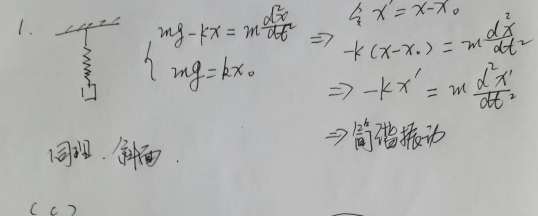 1.
mg-kx=m d²x/dt²
mg=kx₀
⇒ 令 x'=x-x₀
-k(x-x₀)=m d²x/dt²
⇒ -kx'=m d²x'/dt²
⇒ 简谐振动
同理.斜面.
(C)